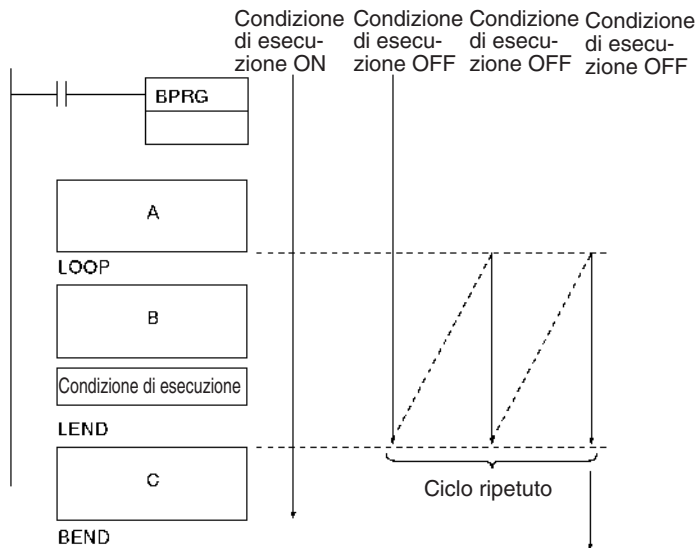 Condizione
di esecu-
zione ON
Condizione
di esecu-
zione OFF
Condizione
di esecu-
zione OFF
Condizione
di esecu-
zione OFF
BPRG
A
LOOP
B
Condizione di esecuzione
LEND
C
Ciclo ripetuto
BEND